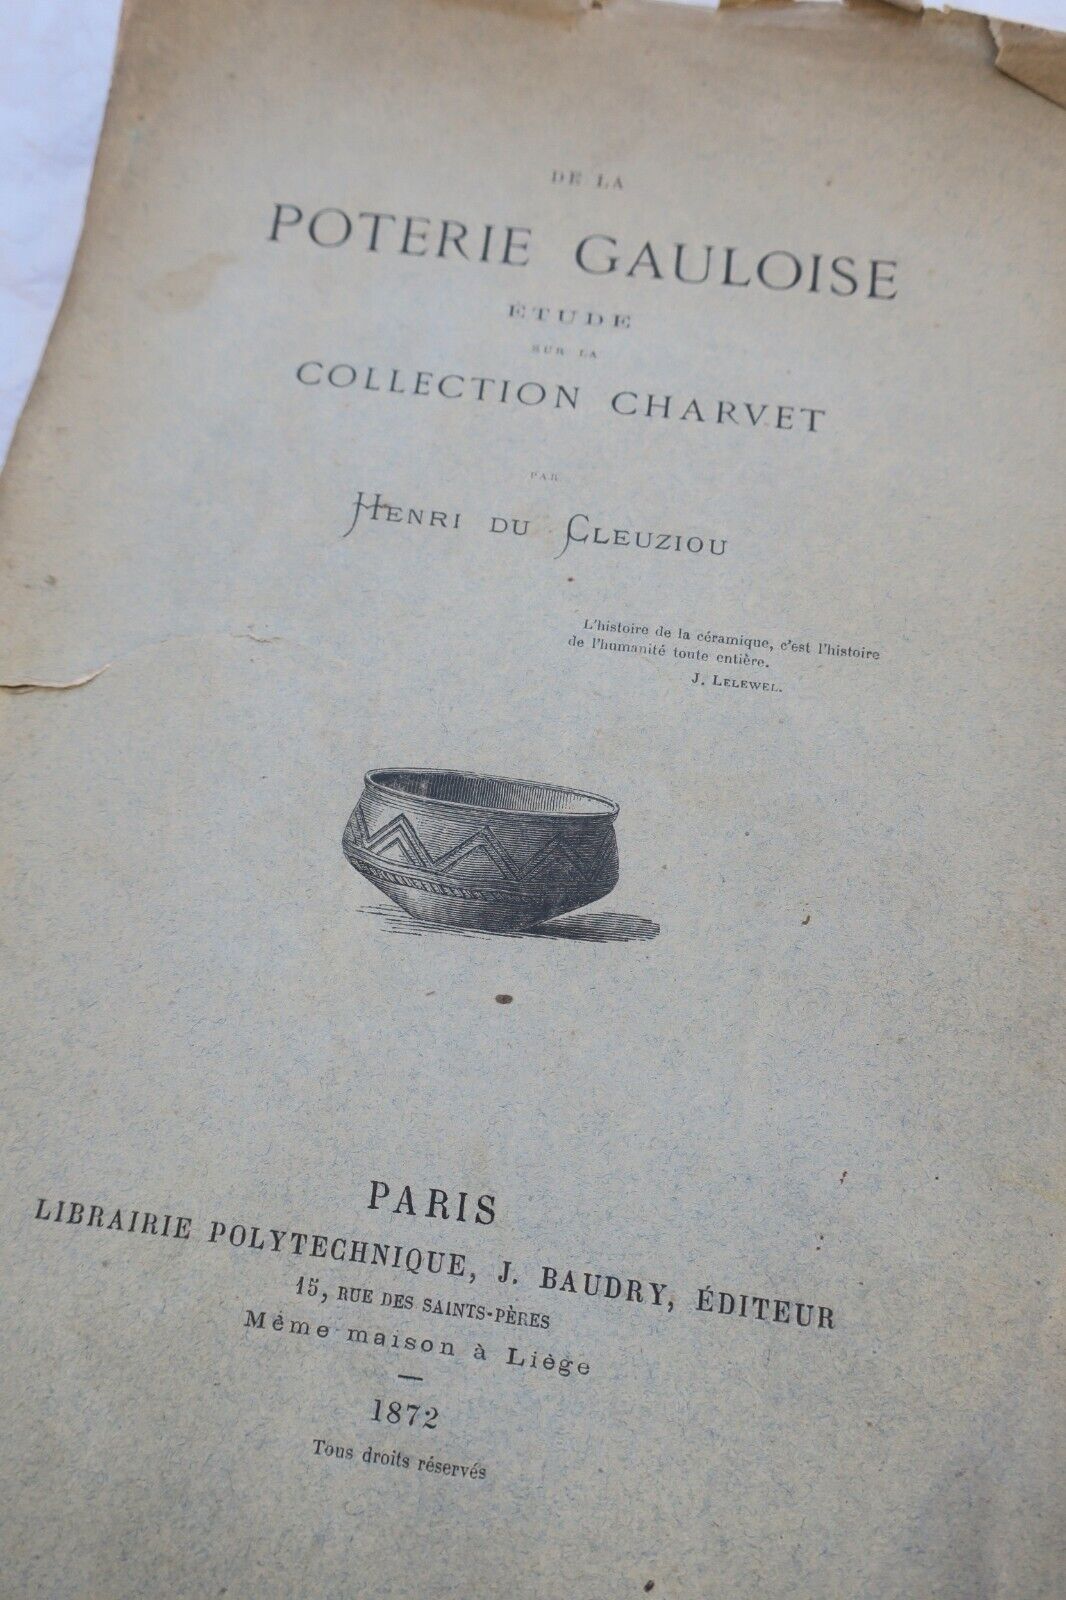 DE LA
POTERIE GAULOISE
ÉTUDE
SUR LA
COLLECTION CHARVET
PAR
HENRI DU CLEUZIOU
L'histoire de la céramique, c'est l'histoire
de l'humanité toute entière.
J. LELEWEL.
PARIS
LIBRAIRIE POLYTECHNIQUE, J. BAUDRY, ÉDITEUR
15, RUE DES SAINTS-PÈRES
Même maison à Liège
1872
Tous droits réservés